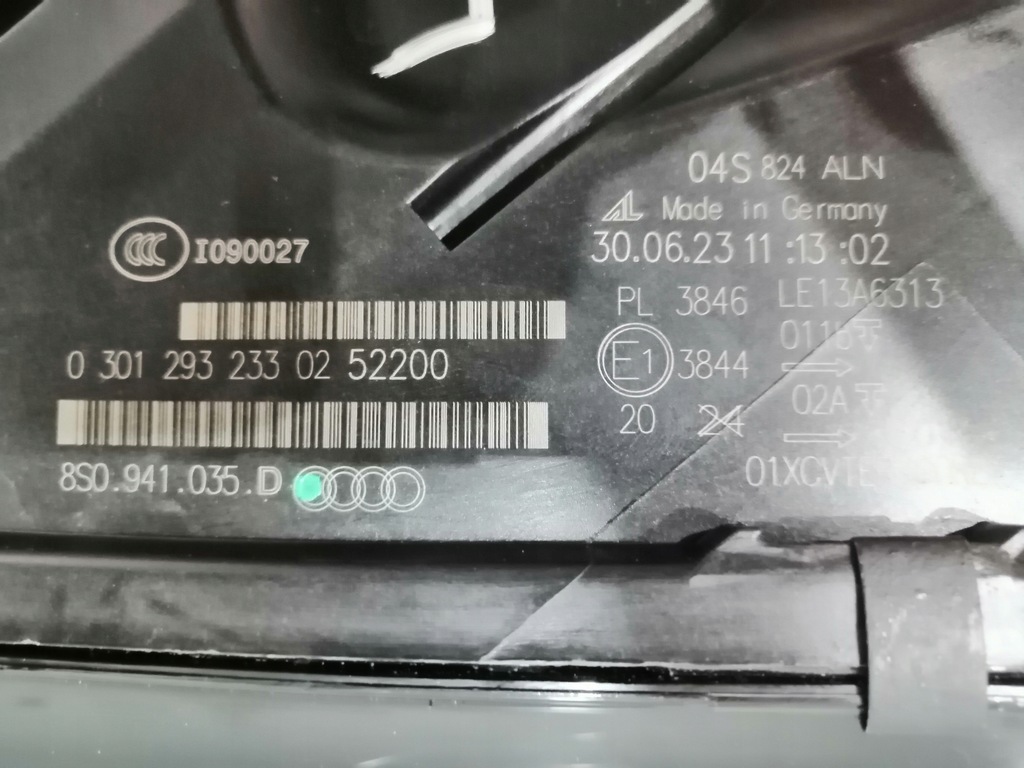 04S 824 ALN
AL Made in Germany
30.06.23 11:13:02
CCC I090027
PL 3846 LE13A6313
0 301 293 233 02 52200
E1 3844
02A
20 24
8S0.941.035.D